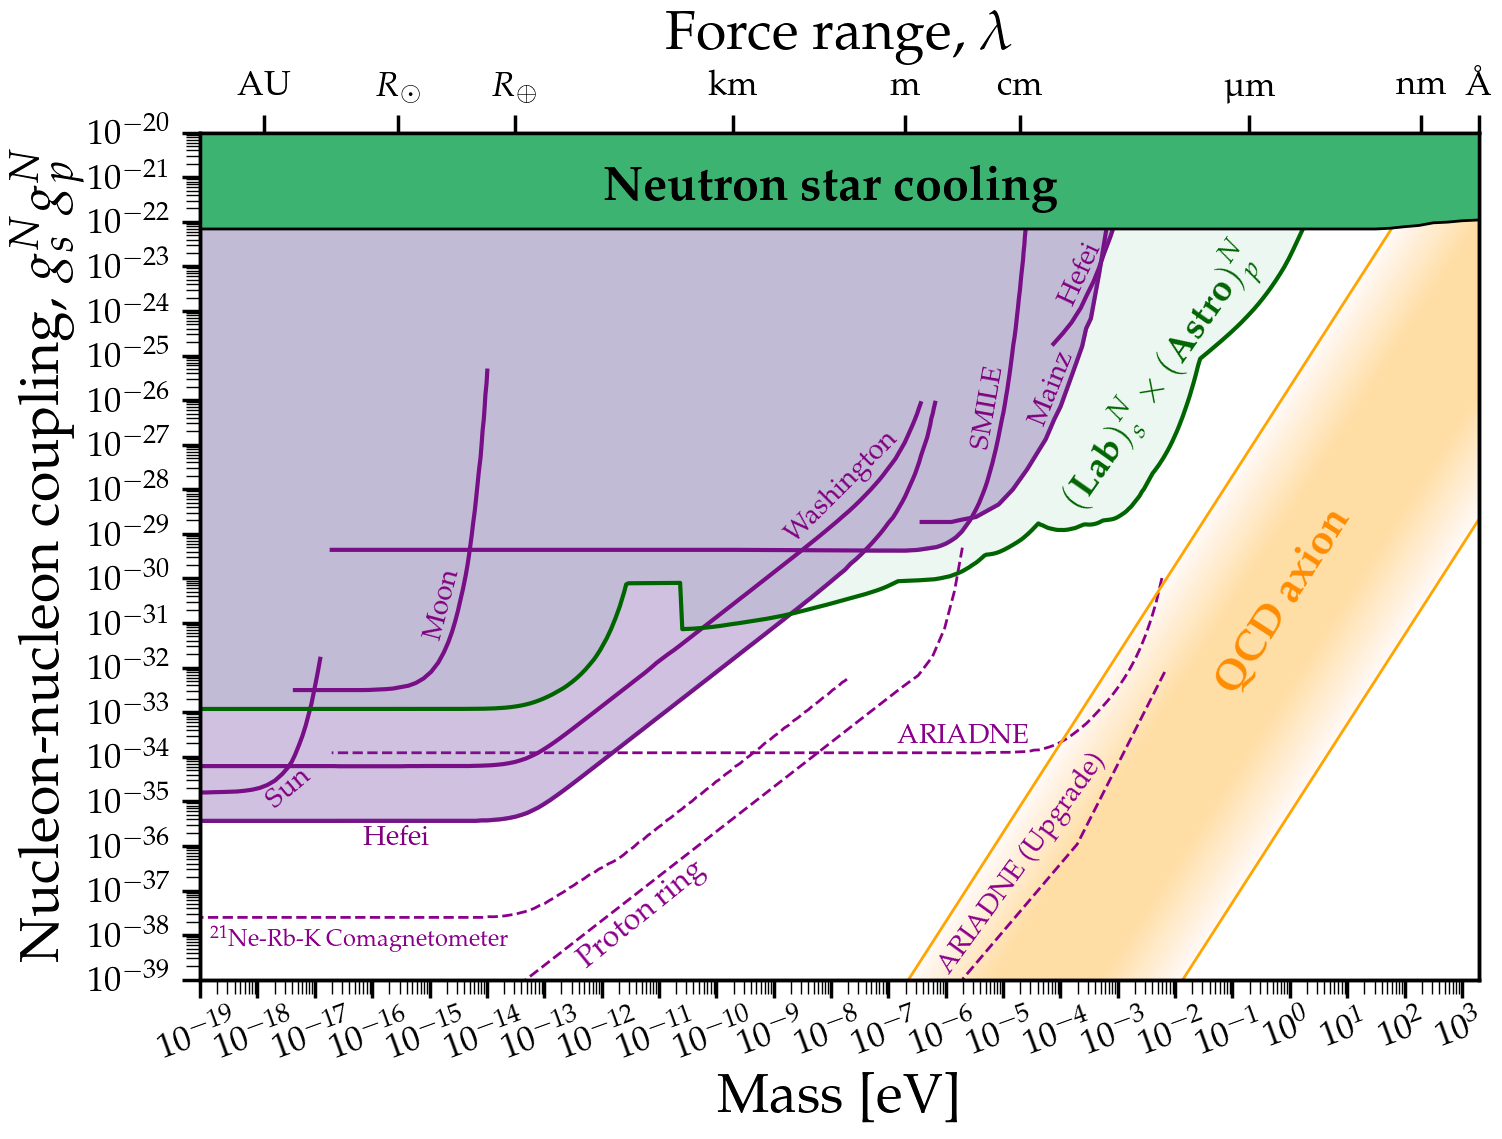 Force range, λ
AU R☉ R⊕ km m cm µm nm Å
Nucleon-nucleon coupling, g_s^N g_p^N
10^−20
10^−21
10^−22
10^−23
10^−24
10^−25
10^−26
10^−27
10^−28
10^−29
10^−30
10^−31
10^−32
10^−33
10^−34
10^−35
10^−36
10^−37
10^−38
10^−39
Neutron star cooling
Hefei
(Lab)_s^N × (Astro)_p^N
SMILE
Mainz
Washington
Moon
QCD axion
ARIADNE
Sun
Hefei
ARIADNE (Upgrade)
Proton ring
^21Ne-Rb-K Comagnetometer
10^−19 10^−18 10^−17 10^−16 10^−15 10^−14 10^−13 10^−12 10^−11 10^−10 10^−9 10^−8 10^−7 10^−6 10^−5 10^−4 10^−3 10^−2 10^−1 10^0 10^1 10^2 10^3
Mass [eV]